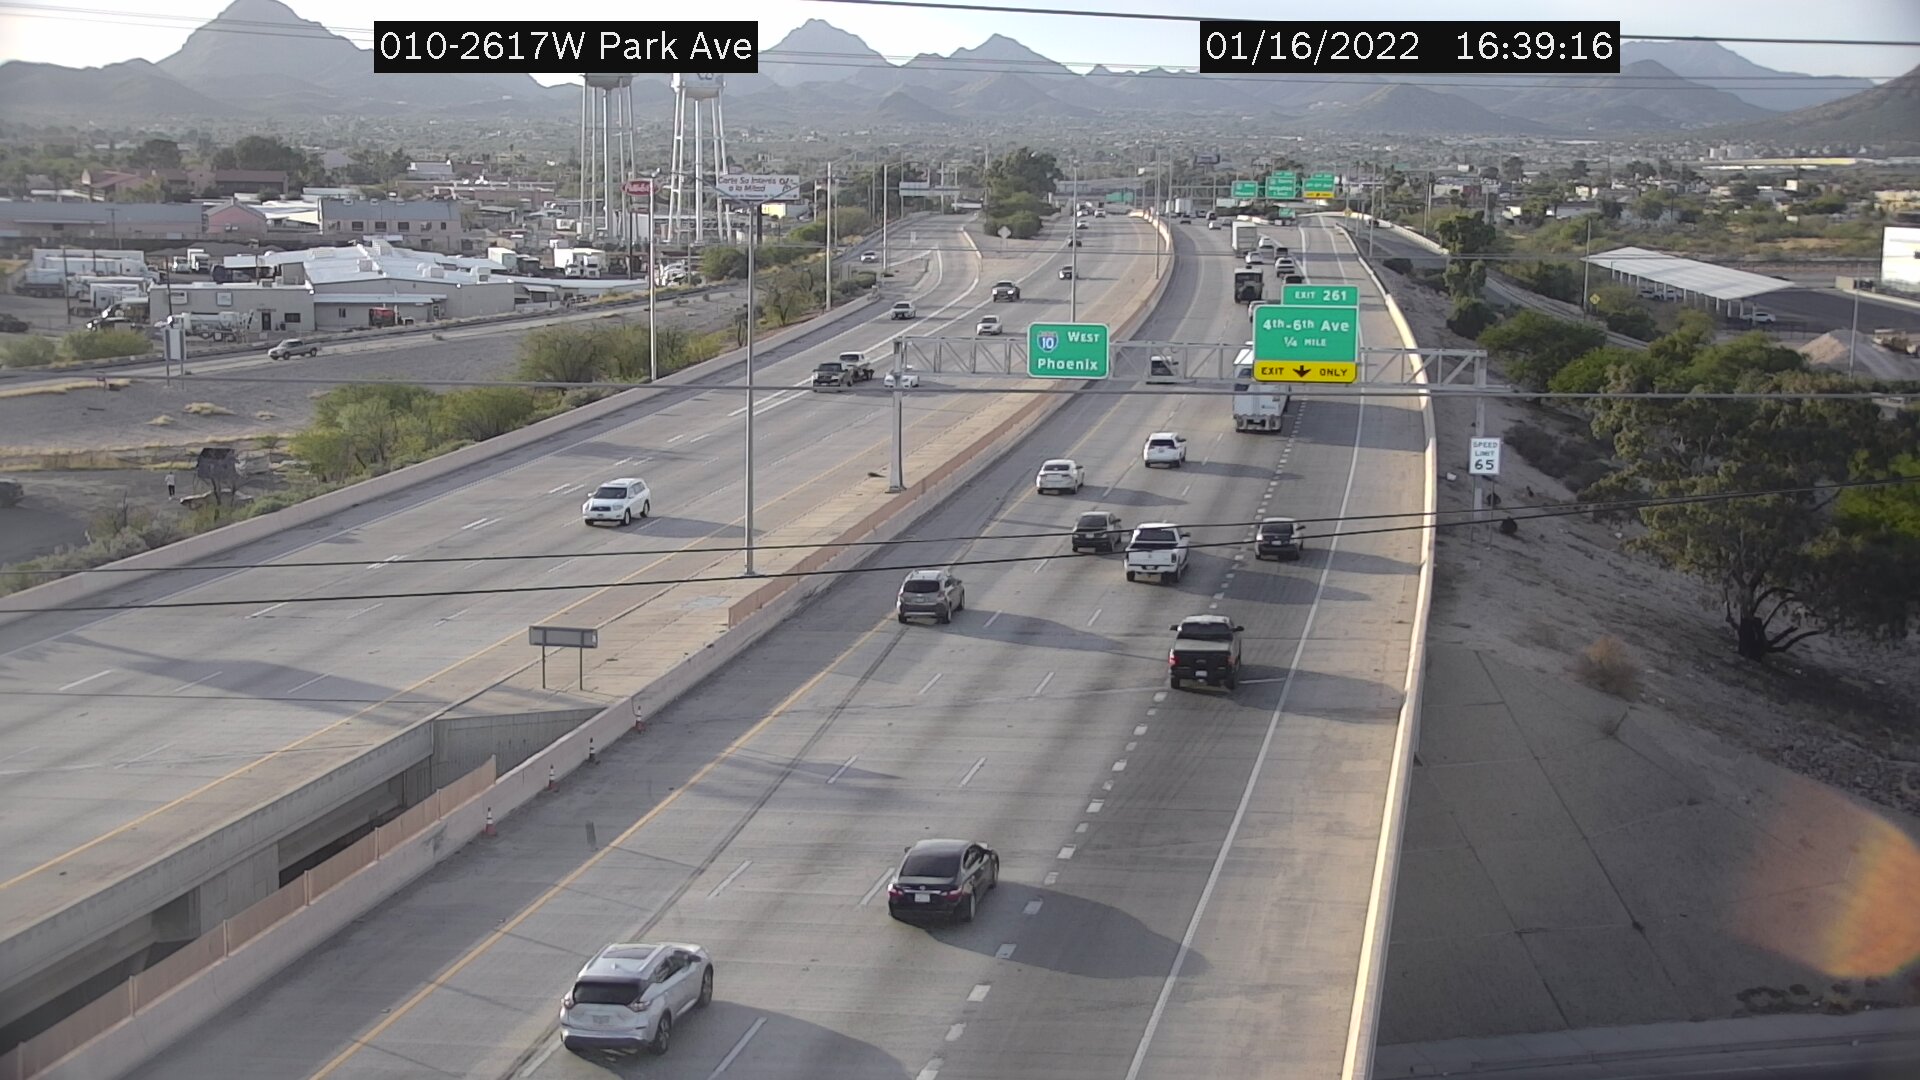 010-2617W Park Ave
01/16/2022 16:39:16
EXIT 261
4th-6th Ave
1/4 MILE
EXIT ONLY
10
WEST
Phoenix
SPEED
LIMIT
65